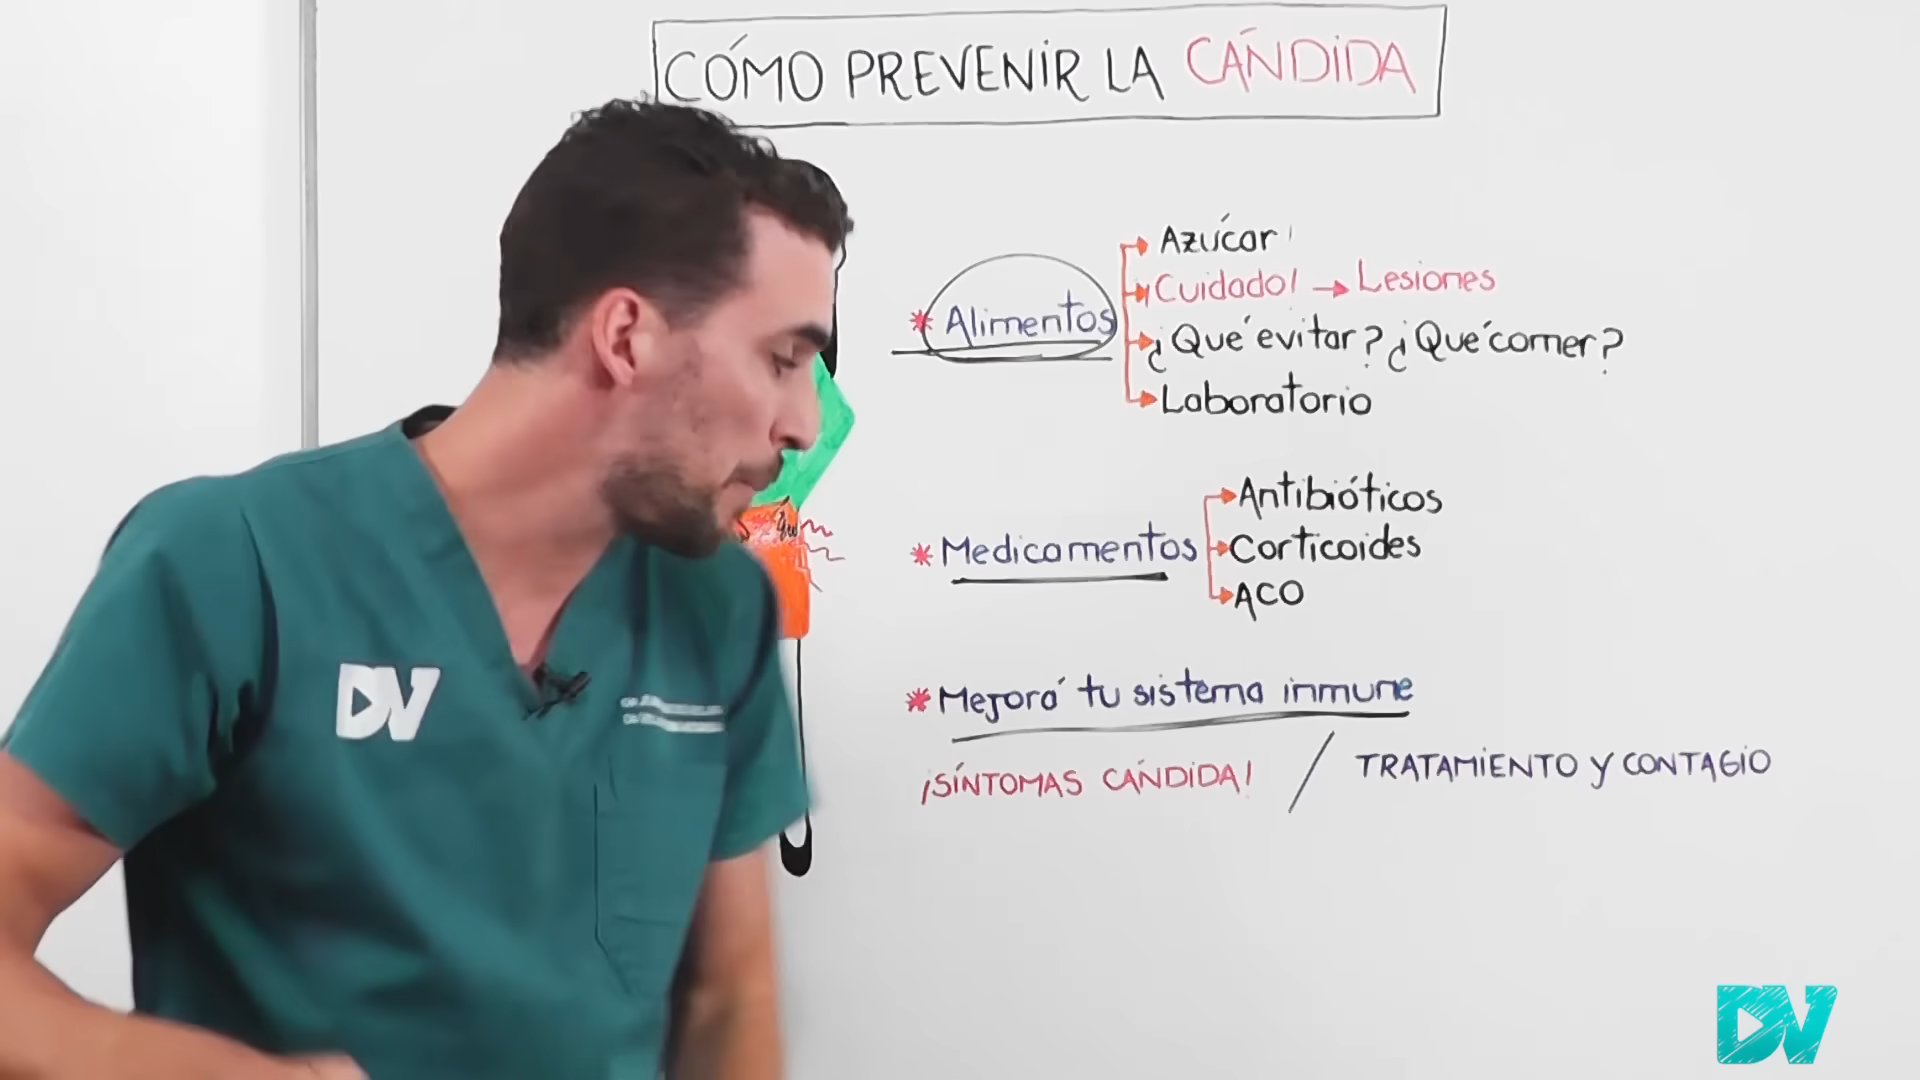 CÓMO PREVENIR LA CÁNDIDA
Azúcar
¡Cuidado! → Lesiones
* Alimentos
¿Qué evitar? ¿Qué comer?
Laboratorio
Antibióticos
* Medicamentos
Corticoides
ACO
* Mejorá tu sistema inmune
¡SÍNTOMAS CÁNDIDA! / TRATAMIENTO Y CONTAGIO
DV
DV